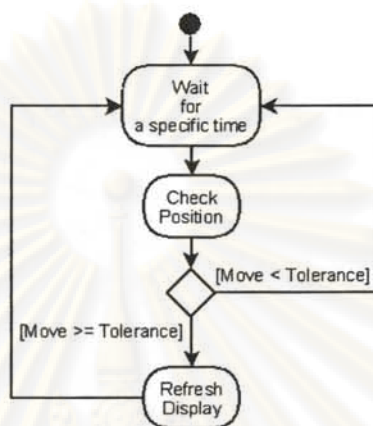 Wait
for
a specific time
Check
Position
[Move < Tolerance]
[Move >= Tolerance]
Refresh
Display